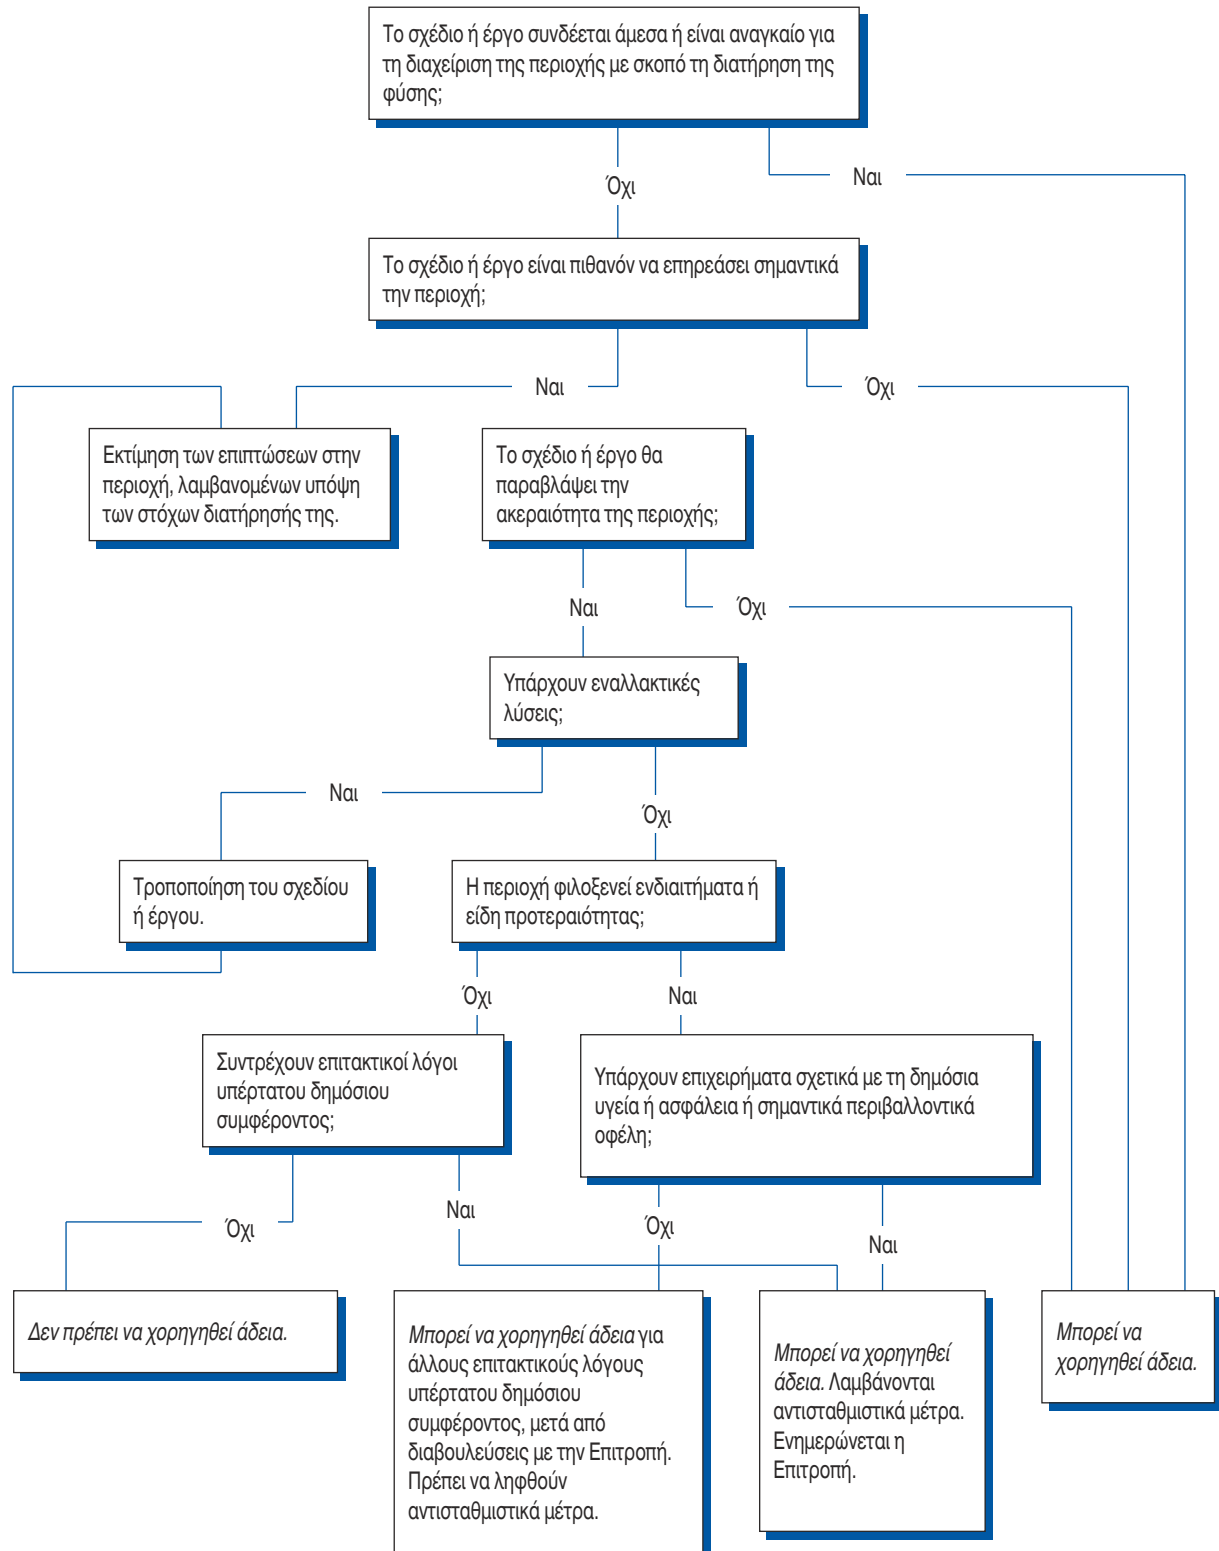 Το σχέδιο ή έργο συνδέεται άμεσα ή είναι αναγκαίο για
τη διαχείριση της περιοχής με σκοπό τη διατήρηση της
φύσης;
Όχι
Ναι
Το σχέδιο ή έργο είναι πιθανόν να επηρεάσει σημαντικά
την περιοχή;
Ναι
Όχι
Εκτίμηση των επιπτώσεων στην
περιοχή, λαμβανομένων υπόψη
των στόχων διατήρησής της.
Το σχέδιο ή έργο θα
παραβλάψει την
ακεραιότητα της περιοχής;
Ναι
Όχι
Υπάρχουν εναλλακτικές
λύσεις;
Ναι
Όχι
Τροποποίηση του σχεδίου
ή έργου.
Η περιοχή φιλοξενεί ενδιαιτήματα ή
είδη προτεραιότητας;
Όχι
Ναι
Συντρέχουν επιτακτικοί λόγοι
υπέρτατου δημόσιου
συμφέροντος;
Υπάρχουν επιχειρήματα σχετικά με τη δημόσια
υγεία ή ασφάλεια ή σημαντικά περιβαλλοντικά
οφέλη;
Όχι
Ναι
Όχι
Ναι
Δεν πρέπει να χορηγηθεί άδεια.
Μπορεί να χορηγηθεί άδεια για
άλλους επιτακτικούς λόγους
υπέρτατου δημόσιου
συμφέροντος, μετά από
διαβουλεύσεις με την Επιτροπή.
Πρέπει να ληφθούν
αντισταθμιστικά μέτρα.
Μπορεί να χορηγηθεί
άδεια. Λαμβάνονται
αντισταθμιστικά μέτρα.
Ενημερώνεται η
Επιτροπή.
Μπορεί να
χορηγηθεί άδεια.